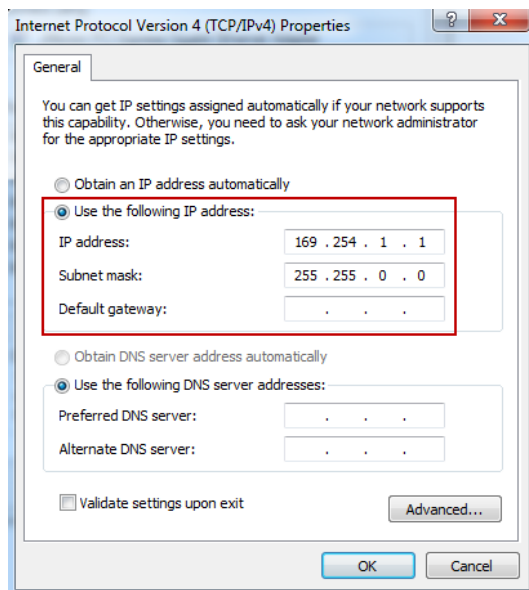 Internet Protocol Version 4 (TCP/IPv4) Properties
?
General
You can get IP settings assigned automatically if your network supports
this capability. Otherwise, you need to ask your network administrator
for the appropriate IP settings.
Obtain an IP address automatically
Use the following IP address:
IP address: 169 . 254 . 1 . 1
Subnet mask: 255 . 255 . 0 . 0
Default gateway: . . .
Obtain DNS server address automatically
Use the following DNS server addresses:
Preferred DNS server: . . .
Alternate DNS server: . . .
Validate settings upon exit Advanced...
OK Cancel